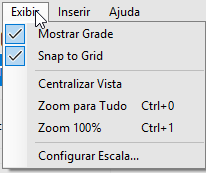 Exibir Inserir Ajuda
Mostrar Grade
Snap to Grid
Centralizar Vista
Zoom para Tudo Ctrl+0
Zoom 100% Ctrl+1
Configurar Escala...